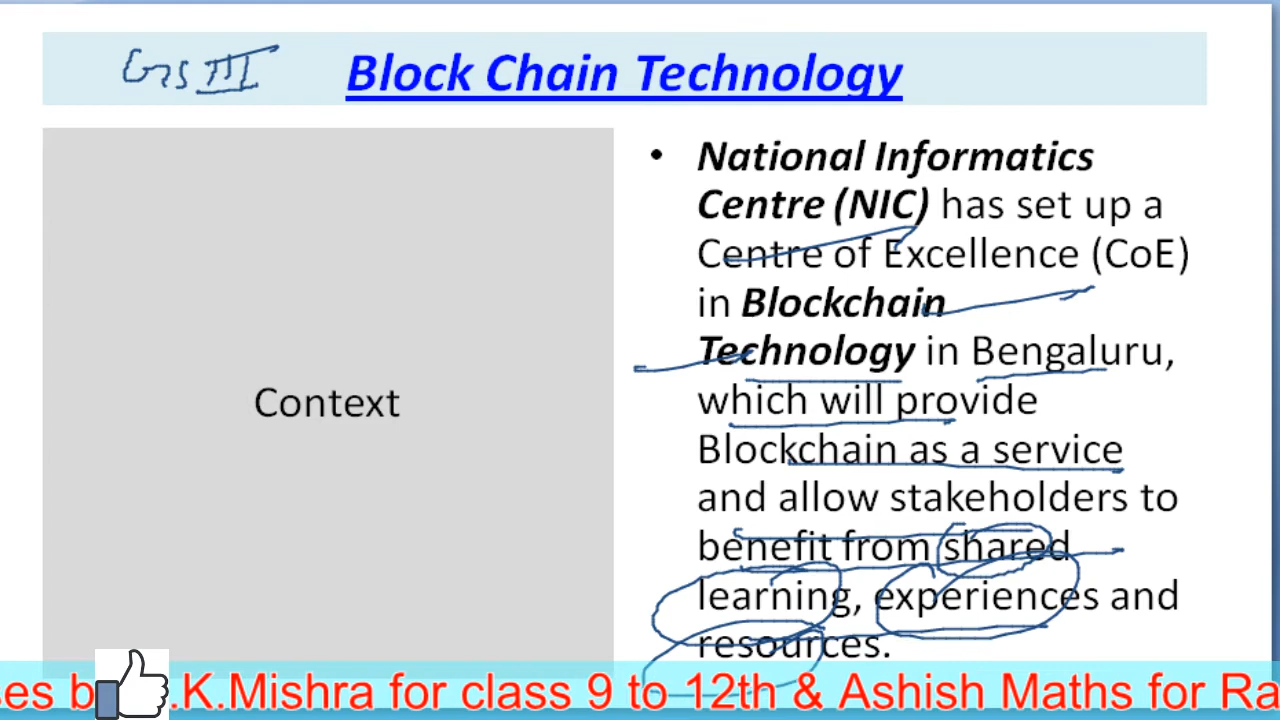 GS III
Block Chain Technology
Context
• National Informatics
Centre (NIC) has set up a
Centre of Excellence (CoE)
in Blockchain
Technology in Bengaluru,
which will provide
Blockchain as a service
and allow stakeholders to
benefit from shared
learning, experiences and
resources.
ses b .K.Mishra for class 9 to 12th & Ashish Maths for Ra